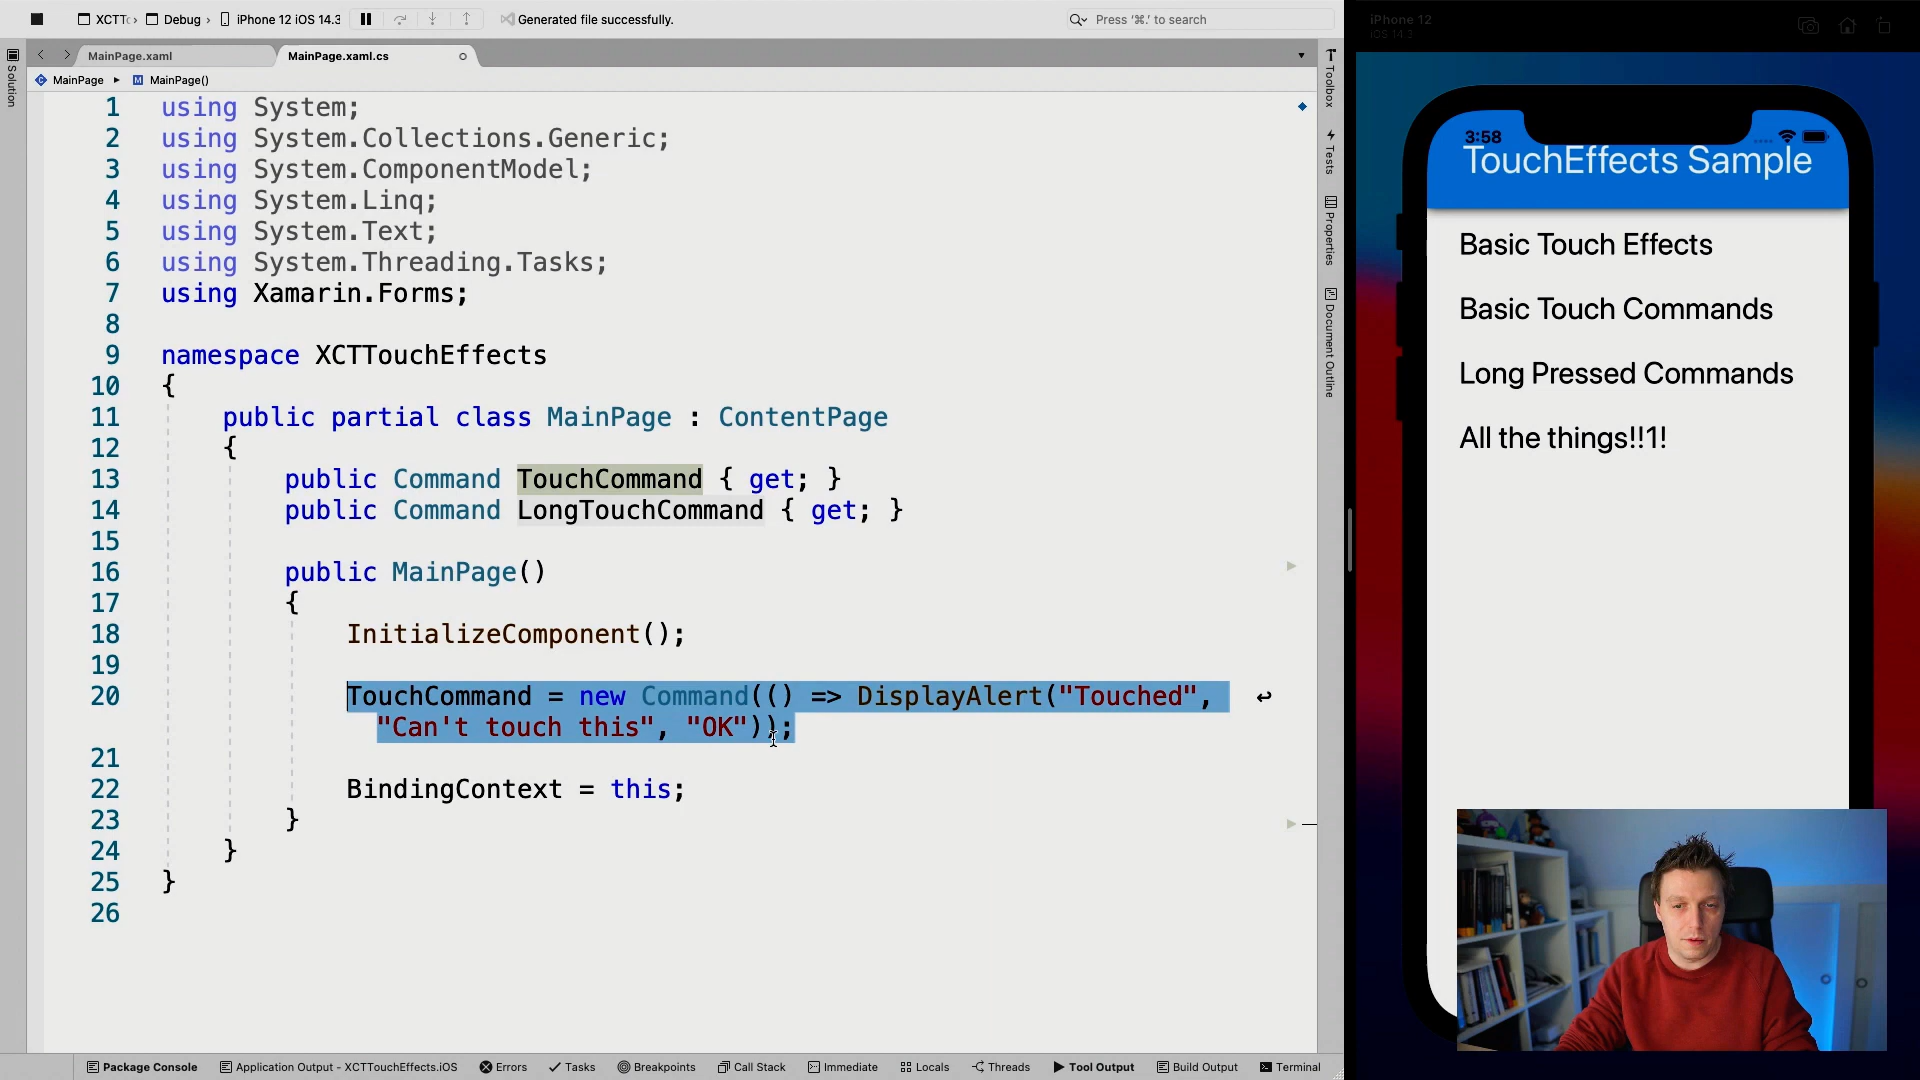 XCTTc › Debug › iPhone 12 iOS 14.3
Generated file successfully.
Press '⌘.' to search
MainPage.xaml
MainPage.xaml.cs
MainPage ▸ MainPage()
Solution
1 using System;
2 using System.Collections.Generic;
3 using System.ComponentModel;
4 using System.Linq;
5 using System.Text;
6 using System.Threading.Tasks;
7 using Xamarin.Forms;
8
9 namespace XCTTouchEffects
10 {
11 public partial class MainPage : ContentPage
12 {
13 public Command TouchCommand { get; }
14 public Command LongTouchCommand { get; }
15
16 public MainPage()
17 {
18 InitializeComponent();
19
20 TouchCommand = new Command(() => DisplayAlert("Touched",
"Can't touch this", "OK"));
21
22 BindingContext = this;
23 }
24 }
25 }
26
Toolbox
Tests
Properties
Document Outline
iPhone 12
iOS 14.3
3:58
TouchEffects Sample
Basic Touch Effects
Basic Touch Commands
Long Pressed Commands
All the things!!1!
Package Console
Application Output - XCTTouchEffects.iOS
Errors
Tasks
Breakpoints
Call Stack
Immediate
Locals
Threads
Tool Output
Build Output
Terminal